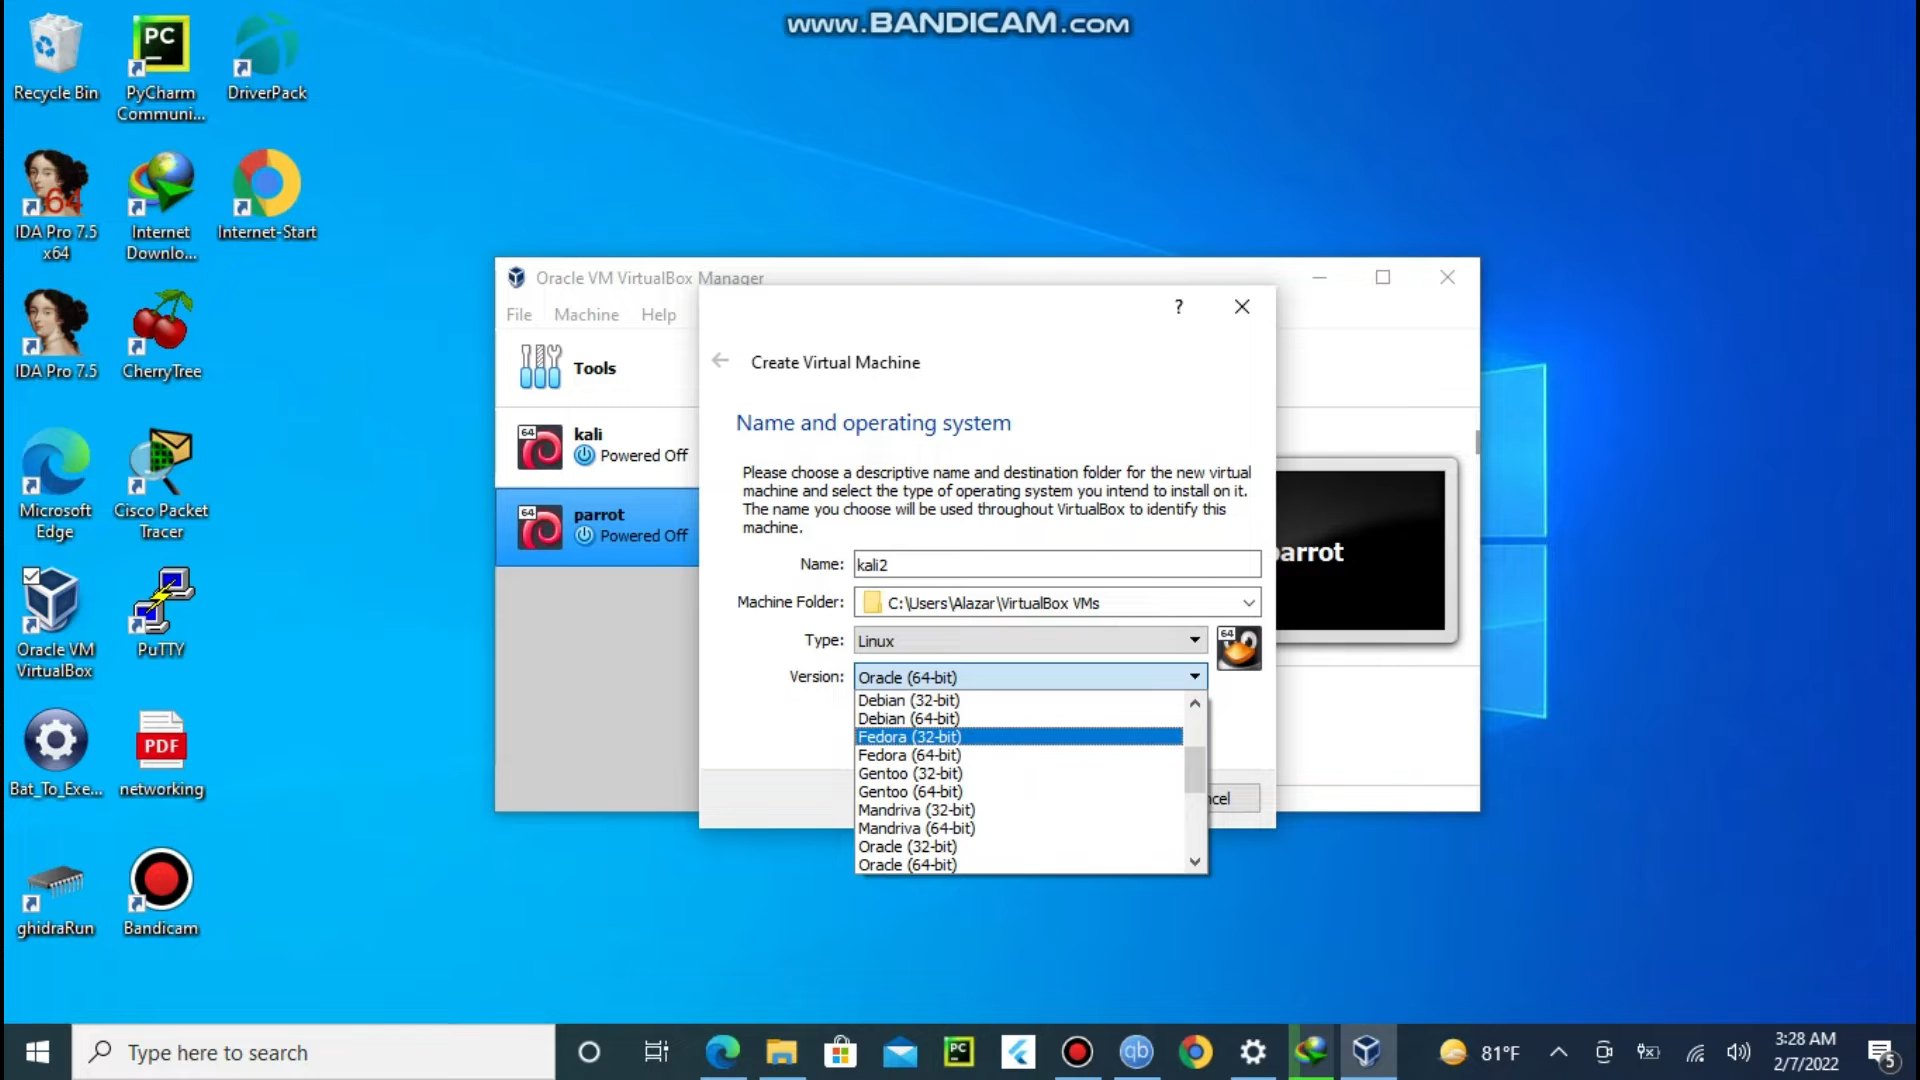 www.BANDICAM.com
Recycle Bin
PyCharm
Communi...
DriverPack
IDA Pro 7.5
x64
Internet
Downlo...
Internet-Start
IDA Pro 7.5
CherryTree
Microsoft
Edge
Cisco Packet
Tracer
Oracle VM
VirtualBox
PuTTY
Bat_To_Exe...
PDF
networking
ghidraRun
Bandicam
Oracle VM VirtualBox Manager
File Machine Help
Tools
64
kali
Powered Off
64
parrot
Powered Off
parrot
?
Create Virtual Machine
Name and operating system
Please choose a descriptive name and destination folder for the new virtual
machine and select the type of operating system you intend to install on it.
The name you choose will be used throughout VirtualBox to identify this
machine.
Name: kali2
Machine Folder: C:\Users\Alazar\VirtualBox VMs
Type: Linux
64
Version: Oracle (64-bit)
Debian (32-bit)
Debian (64-bit)
Fedora (32-bit)
Fedora (64-bit)
Gentoo (32-bit)
Gentoo (64-bit)
Mandriva (32-bit)
Mandriva (64-bit)
Oracle (32-bit)
Oracle (64-bit)
ncel
Type here to search
81°F
3:28 AM
2/7/2022
5